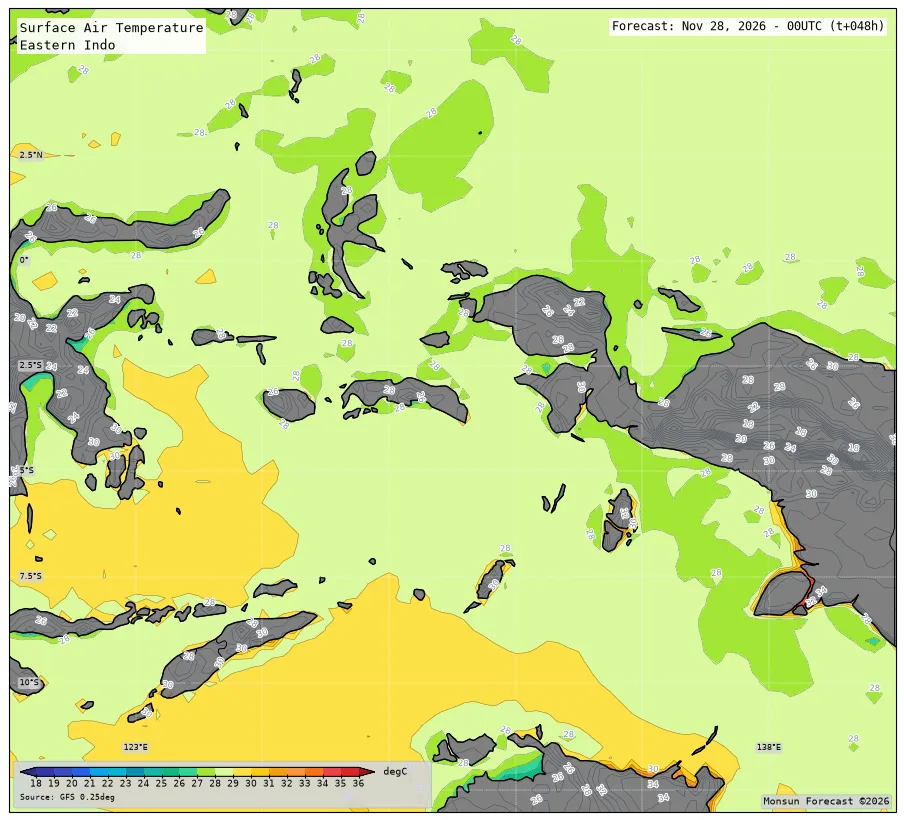 Surface Air Temperature
Eastern Indo
Forecast: Nov 28, 2026 - 00UTC (t+048h)
2.5°N
0°
2.5°S
5°S
7.5°S
10°S
123°E
138°E
degC
18 19 20 21 22 23 24 25 26 27 28 29 30 31 32 33 34 35 36
Source: GFS 0.25deg
Monsun Forecast ©2026